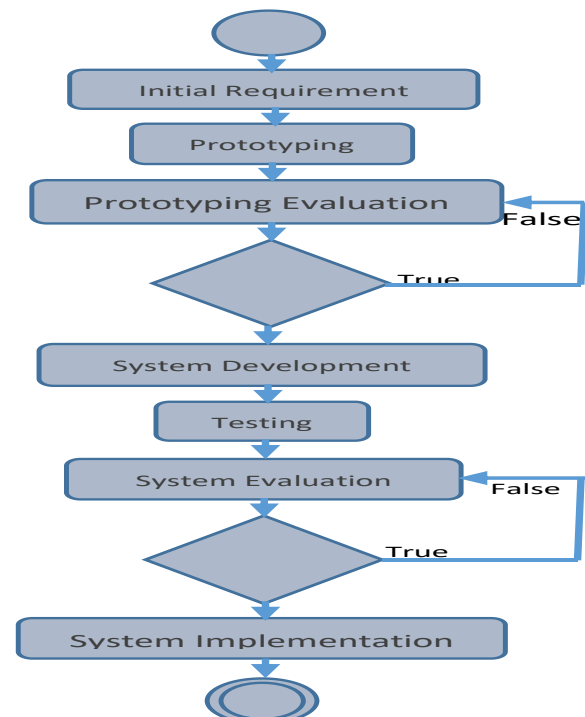 Initial Requirement
Prototyping
Prototyping Evaluation
False
True
System Development
Testing
System Evaluation
False
True
System Implementation